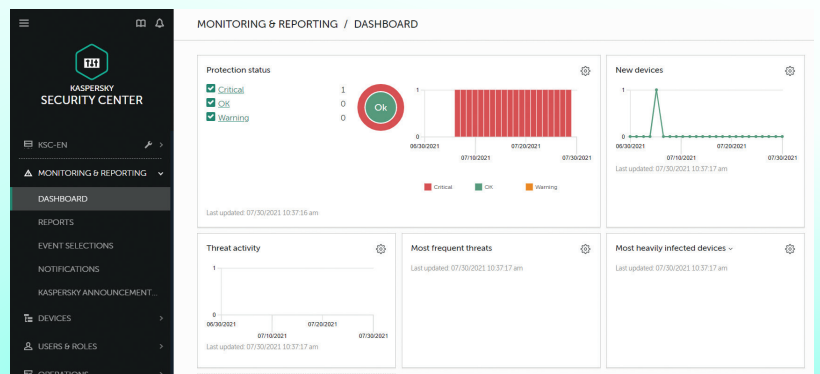 MONITORING & REPORTING / DASHBOARD
KASPERSKY
SECURITY CENTER
KSC-EN
MONITORING & REPORTING
DASHBOARD
REPORTS
EVENT SELECTIONS
NOTIFICATIONS
KASPERSKY ANNOUNCEMENT...
DEVICES
USERS & ROLES
OPERATIONS
Protection status
Critical 1
OK 0
Warning 0
Ok
1
0
06/30/2021 07/20/2021
07/10/2021 07/30/2021
Critical OK Warning
Last updated: 07/30/2021 10:37:16 am
New devices
1
0
06/30/2021 07/20/2021
07/10/2021 07/30/2021
Last updated: 07/30/2021 10:37:17 am
Threat activity
1
0
06/30/2021 07/20/2021
07/10/2021 07/30/2021
Last updated: 07/30/2021 10:37:17 am
Most frequent threats
Last updated: 07/30/2021 10:37:17 am
Most heavily infected devices
Last updated: 07/30/2021 10:37:17 am